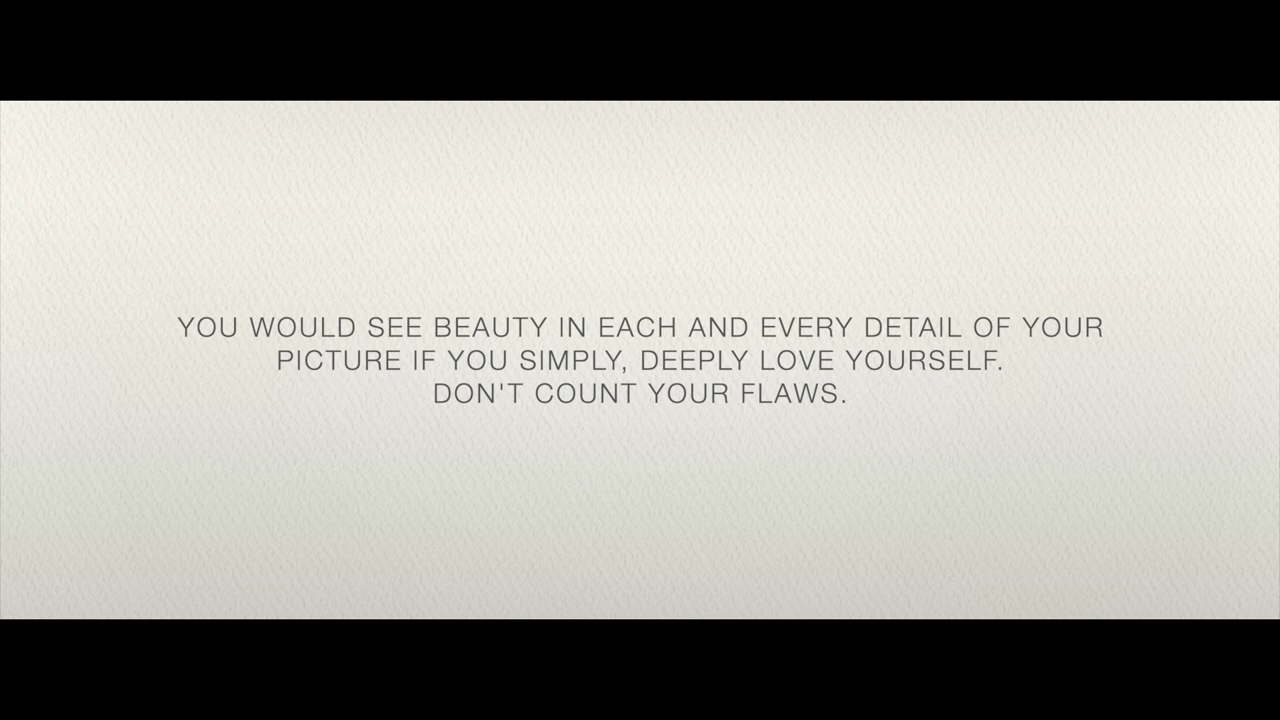 YOU WOULD SEE BEAUTY IN EACH AND EVERY DETAIL OF YOUR
PICTURE IF YOU SIMPLY, DEEPLY LOVE YOURSELF.
DON'T COUNT YOUR FLAWS.